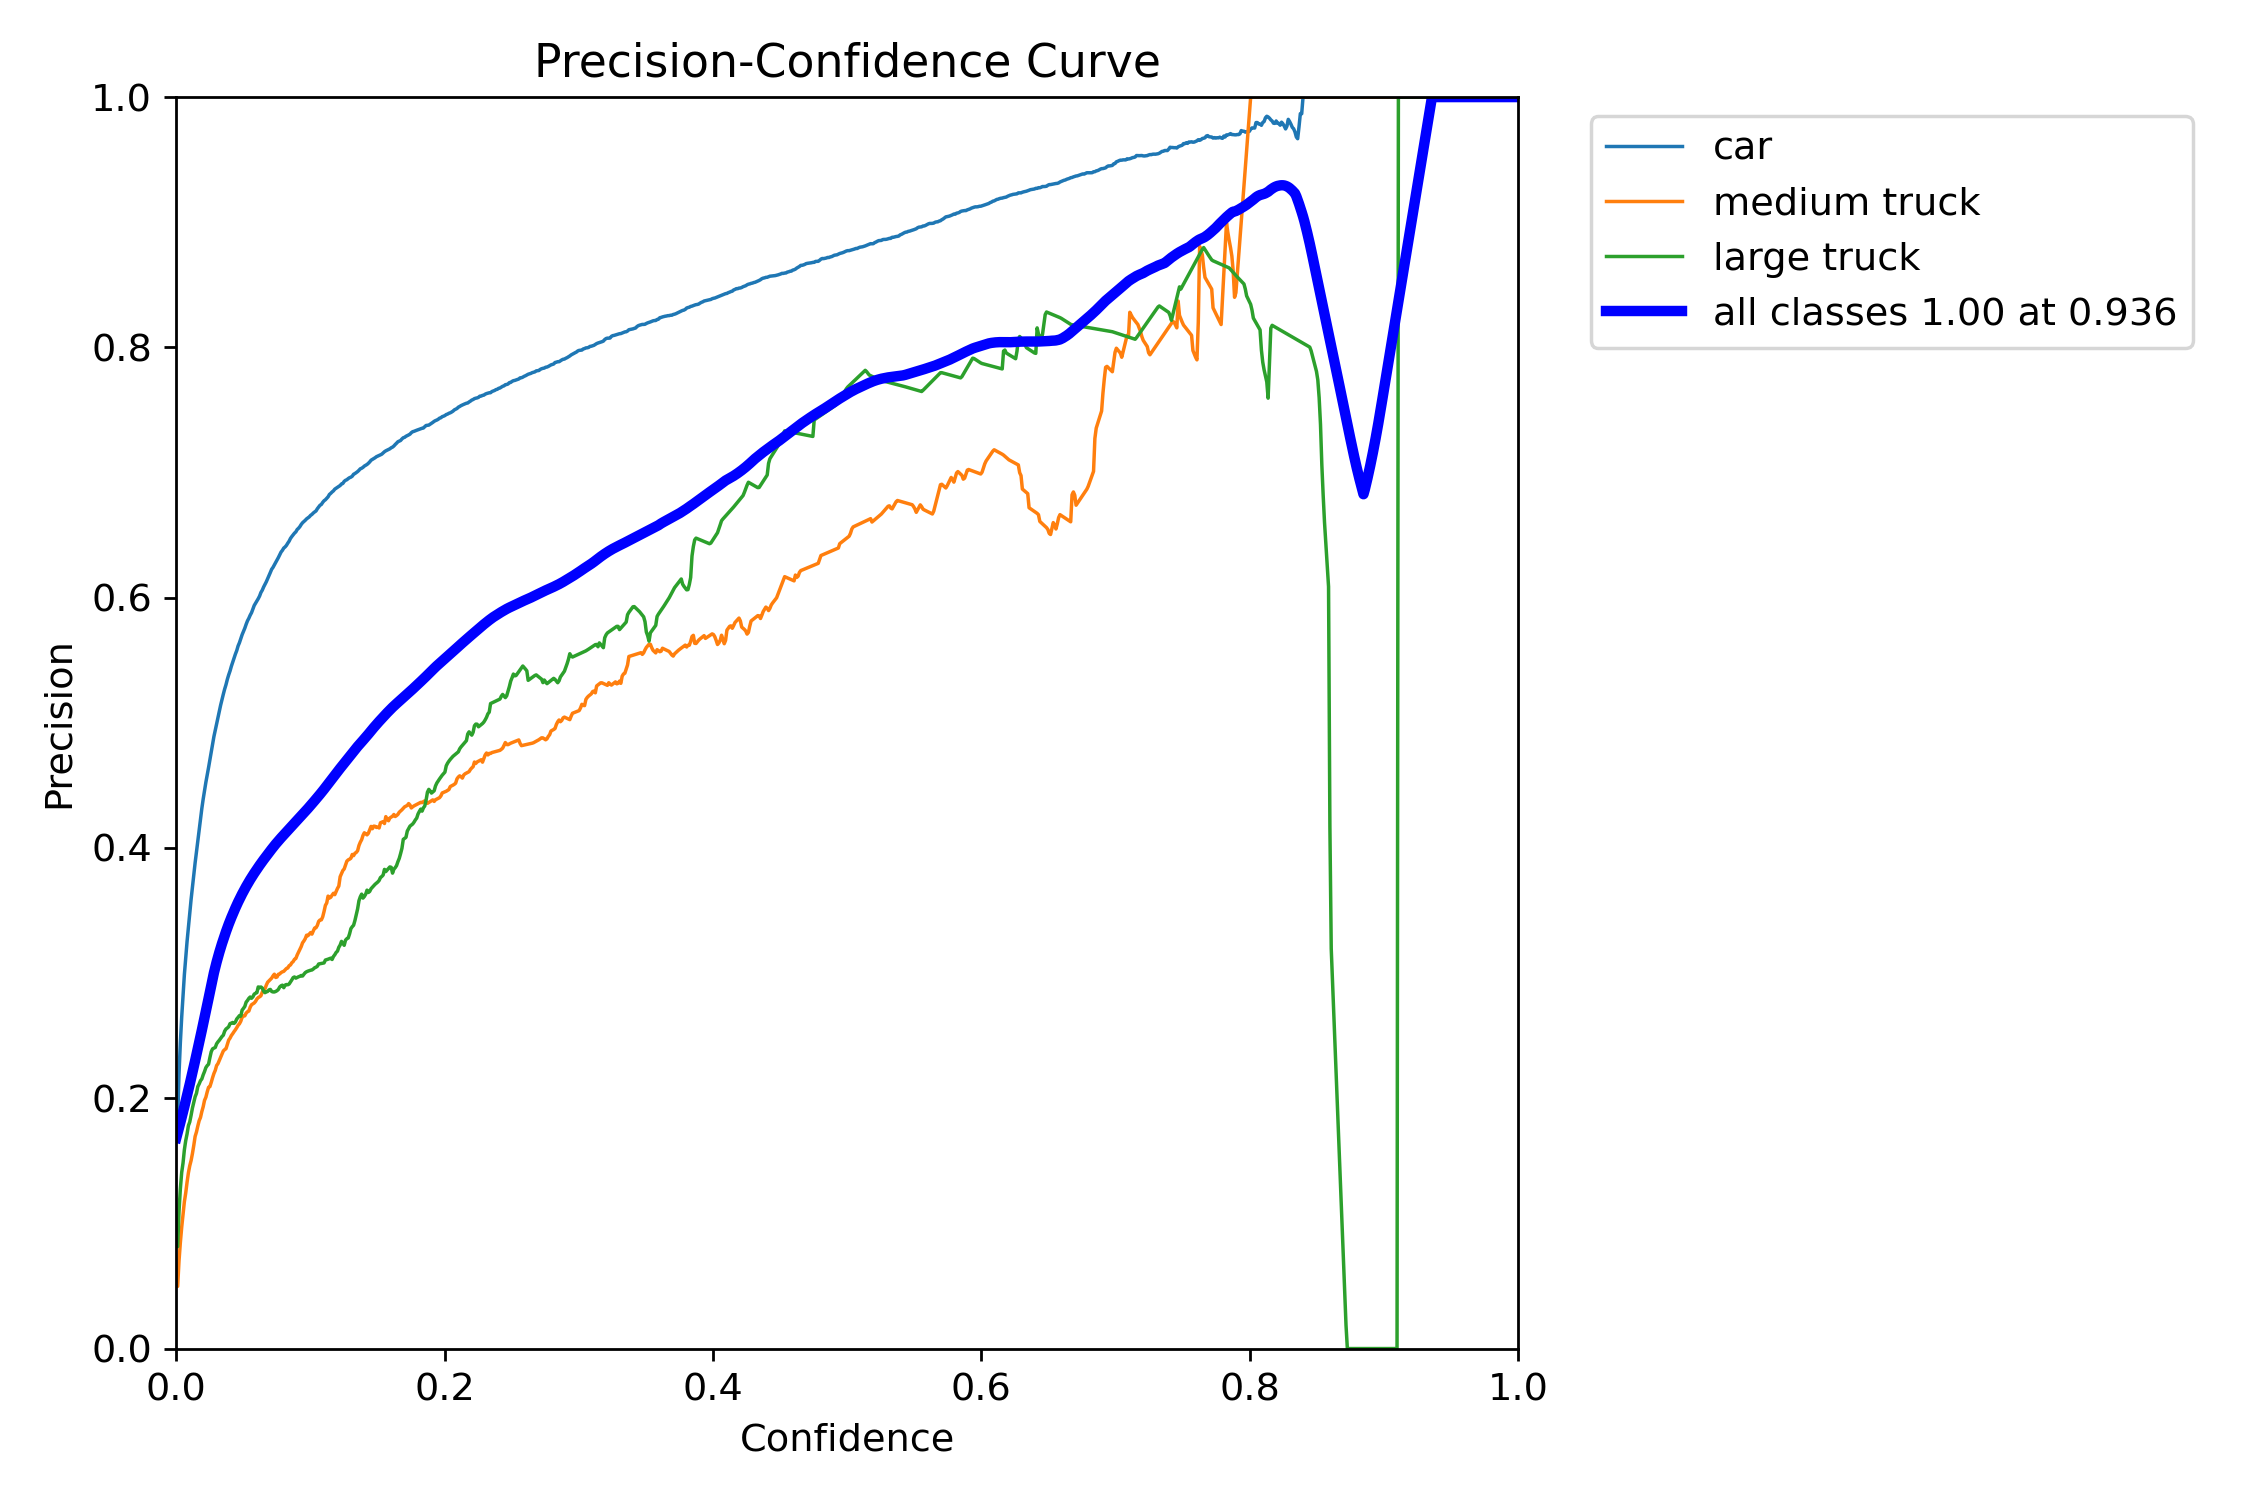 Precision-Confidence Curve
1.0
0.8
0.6
0.4
0.2
0.0
Precision
0.0 0.2 0.4 0.6 0.8 1.0
Confidence
car
medium truck
large truck
all classes 1.00 at 0.936